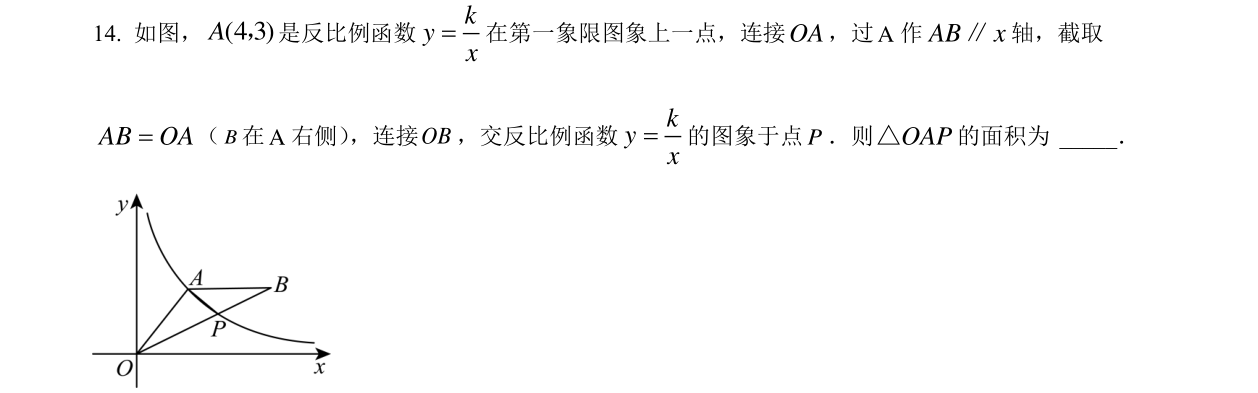 14. 如图， A(4,3)是反比例函数 y = k/x 在第一象限图象上一点，连接 OA，过 A 作 AB // x 轴，截取
AB = OA（ B 在 A 右侧)，连接OB，交反比例函数 y = k/x 的图象于点 P． 则△OAP 的面积为 _____.
y
A
B
P
O
x